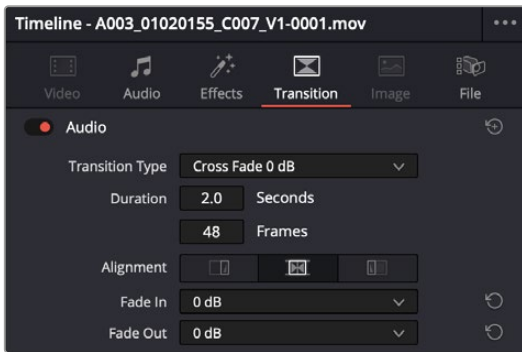 Timeline - A003_01020155_C007_V1-0001.mov
Video Audio Effects Transition Image File
Audio
Transition Type Cross Fade 0 dB
Duration 2.0 Seconds
48 Frames
Alignment
Fade In 0 dB
Fade Out 0 dB